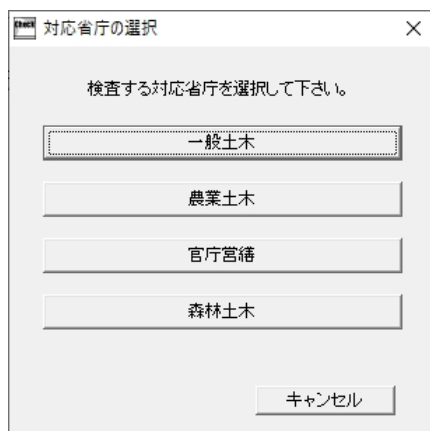 Check 対応省庁の選択
検査する対応省庁を選択して下さい。
一般土木
農業土木
官庁営繕
森林土木
キャンセル